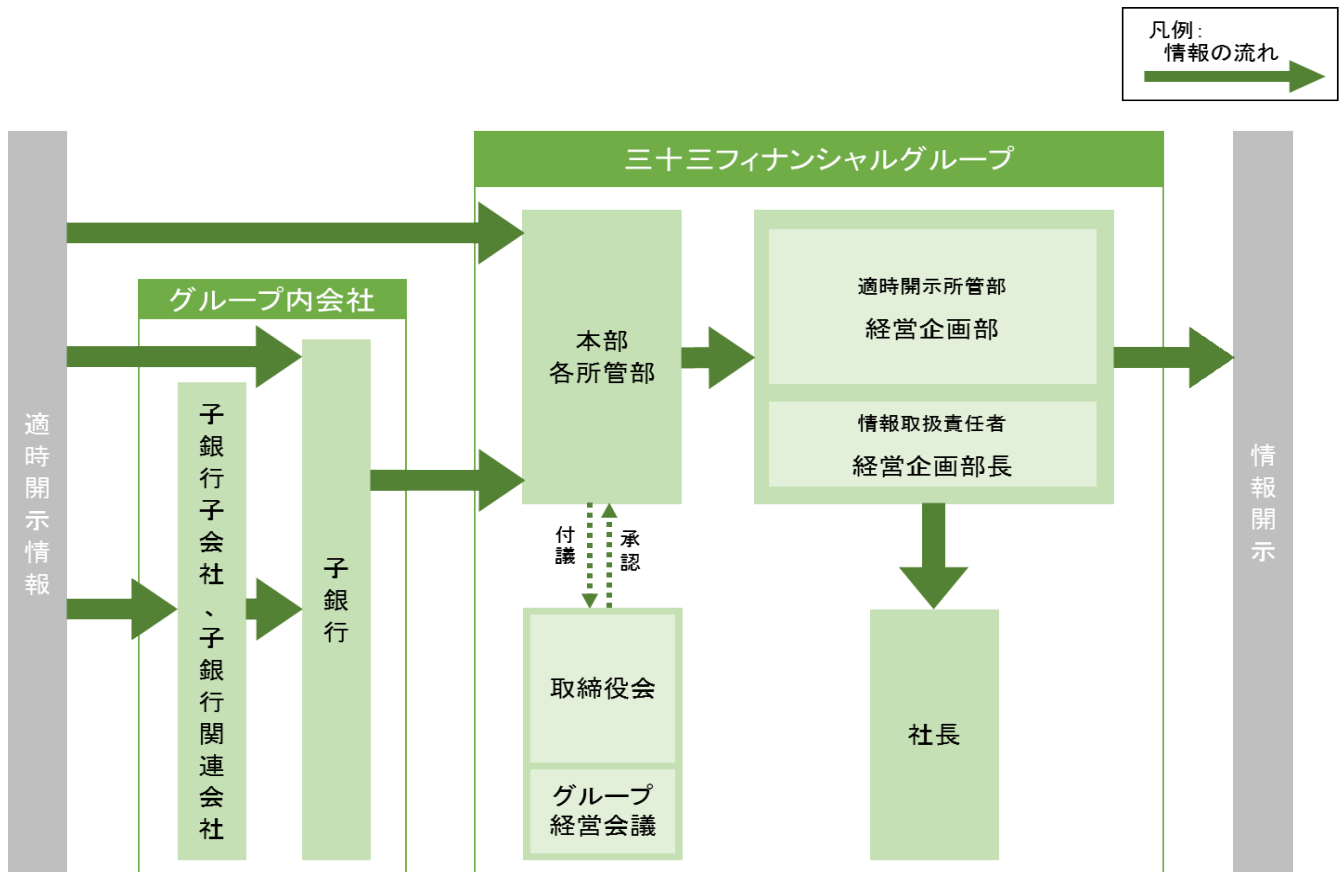 凡例：
情報の流れ
三十三フィナンシャルグループ
グループ内会社
適時開示情報
子銀行子会社、子銀行関連会社
子銀行
本部
各所管部
付議
承認
取締役会
グループ
経営会議
適時開示所管部
経営企画部
情報取扱責任者
経営企画部長
社長
情報開示